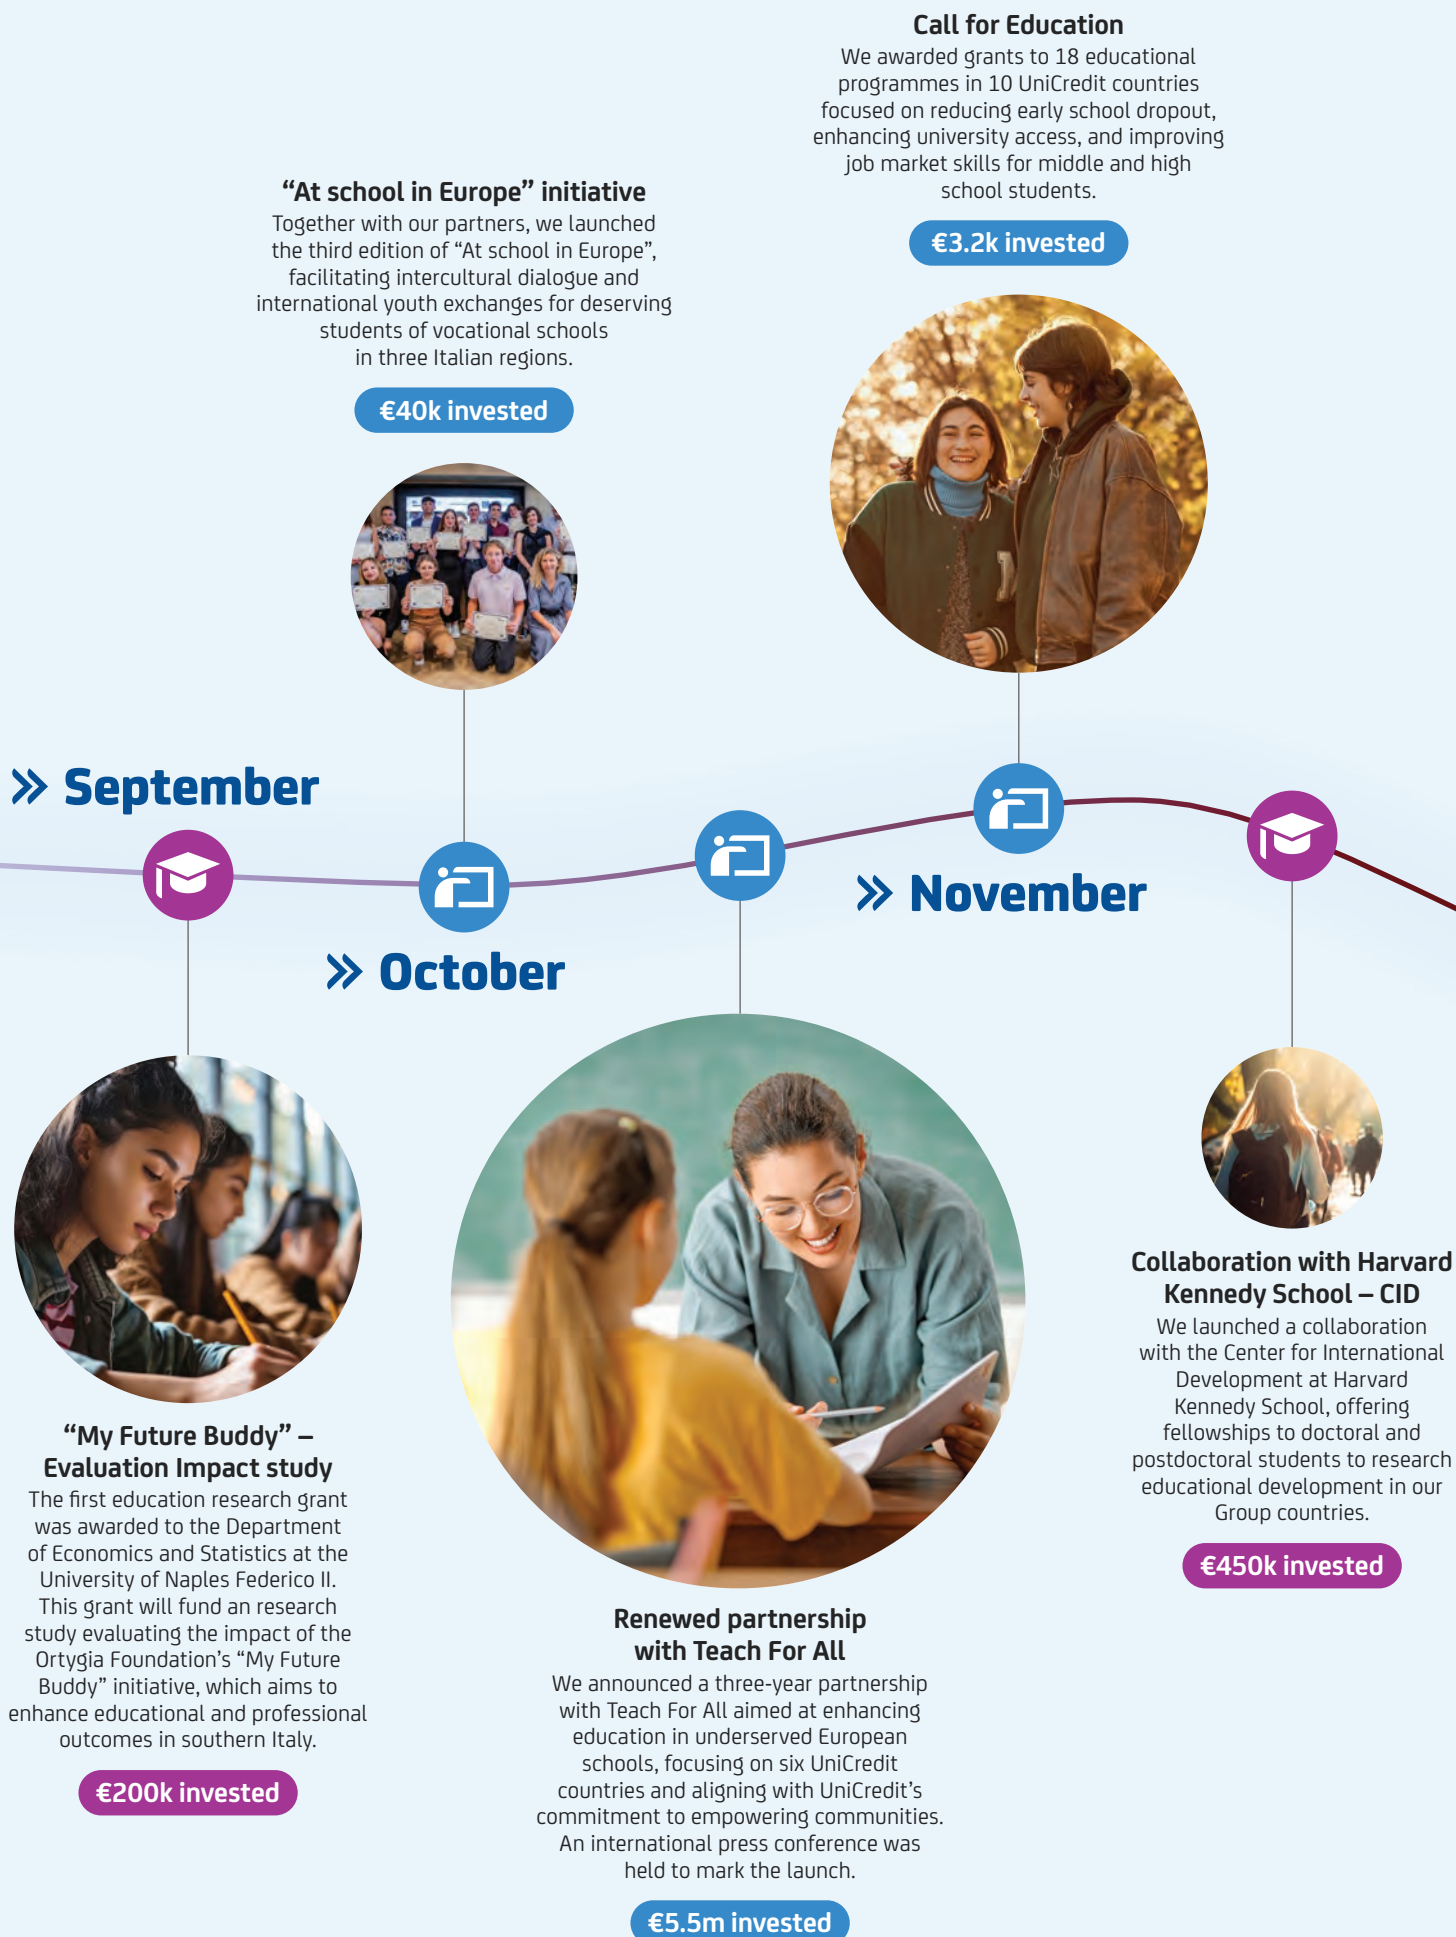 Call for Education
We awarded grants to 18 educational
programmes in 10 UniCredit countries
focused on reducing early school dropout,
enhancing university access, and improving
job market skills for middle and high
school students.
€3.2k invested
“At school in Europe” initiative
Together with our partners, we launched
the third edition of “At school in Europe”,
facilitating intercultural dialogue and
international youth exchanges for deserving
students of vocational schools
in three Italian regions.
€40k invested
» September
» October
» November
“My Future Buddy” –
Evaluation Impact study
The first education research grant
was awarded to the Department
of Economics and Statistics at the
University of Naples Federico II.
This grant will fund an research
study evaluating the impact of the
Ortygia Foundation’s “My Future
Buddy” initiative, which aims to
enhance educational and professional
outcomes in southern Italy.
€200k invested
Renewed partnership
with Teach For All
We announced a three-year partnership
with Teach For All aimed at enhancing
education in underserved European
schools, focusing on six UniCredit
countries and aligning with UniCredit’s
commitment to empowering communities.
An international press conference was
held to mark the launch.
€5.5m invested
Collaboration with Harvard
Kennedy School – CID
We launched a collaboration
with the Center for International
Development at Harvard
Kennedy School, offering
fellowships to doctoral and
postdoctoral students to research
educational development in our
Group countries.
€450k invested